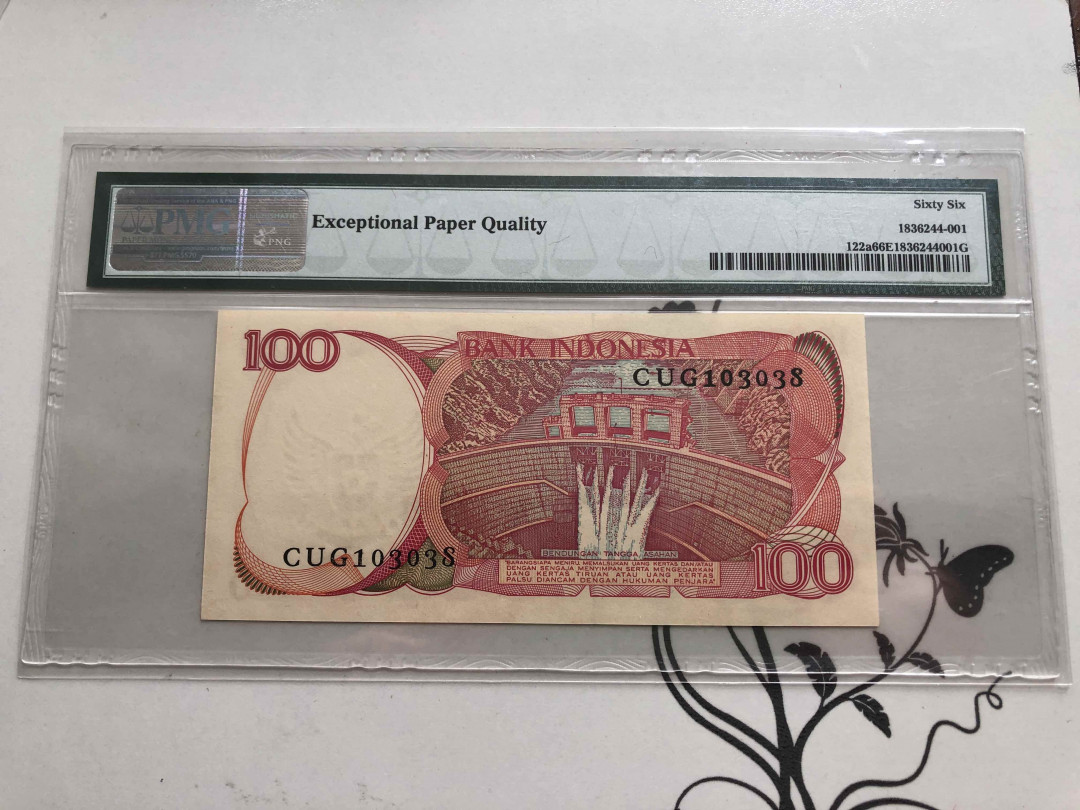 PMG
PNG
Exceptional Paper Quality
Sixty Six
1836244-001
122a66E1836244001G
100
BANK INDONESIA
CUG103038
CUG103038
BENDUNGAN TANGGA, ASAHAN
BARANGSIAPA MENIRU MEMALSUKAN UANG KERTAS DAN/ATAU
DENGAN SENGAJA MENYIMPAN SERTA MENGEDARKAN
UANG KERTAS TIRUAN ATAU UANG KERTAS
PALSU DIANCAM DENGAN HUKUMAN PENJARA
100